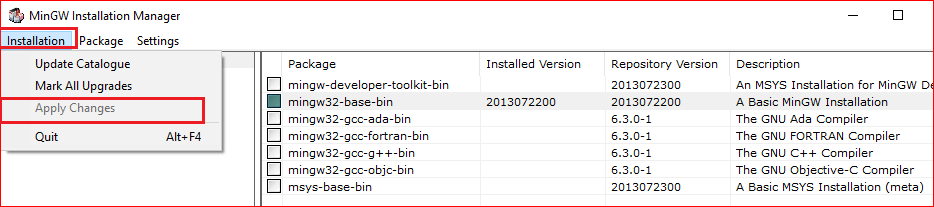 MinGW Installation Manager
Installation Package Settings
Update Catalogue
Mark All Upgrades
Apply Changes
Quit Alt+F4
Package Installed Version Repository Version Description
mingw-developer-toolkit-bin 2013072300 An MSYS Installation for MinGW De
mingw32-base-bin 2013072200 2013072200 A Basic MinGW Installation
mingw32-gcc-ada-bin 6.3.0-1 The GNU Ada Compiler
mingw32-gcc-fortran-bin 6.3.0-1 The GNU FORTRAN Compiler
mingw32-gcc-g++-bin 6.3.0-1 The GNU C++ Compiler
mingw32-gcc-objc-bin 6.3.0-1 The GNU Objective-C Compiler
msys-base-bin 2013072300 A Basic MSYS Installation (meta)